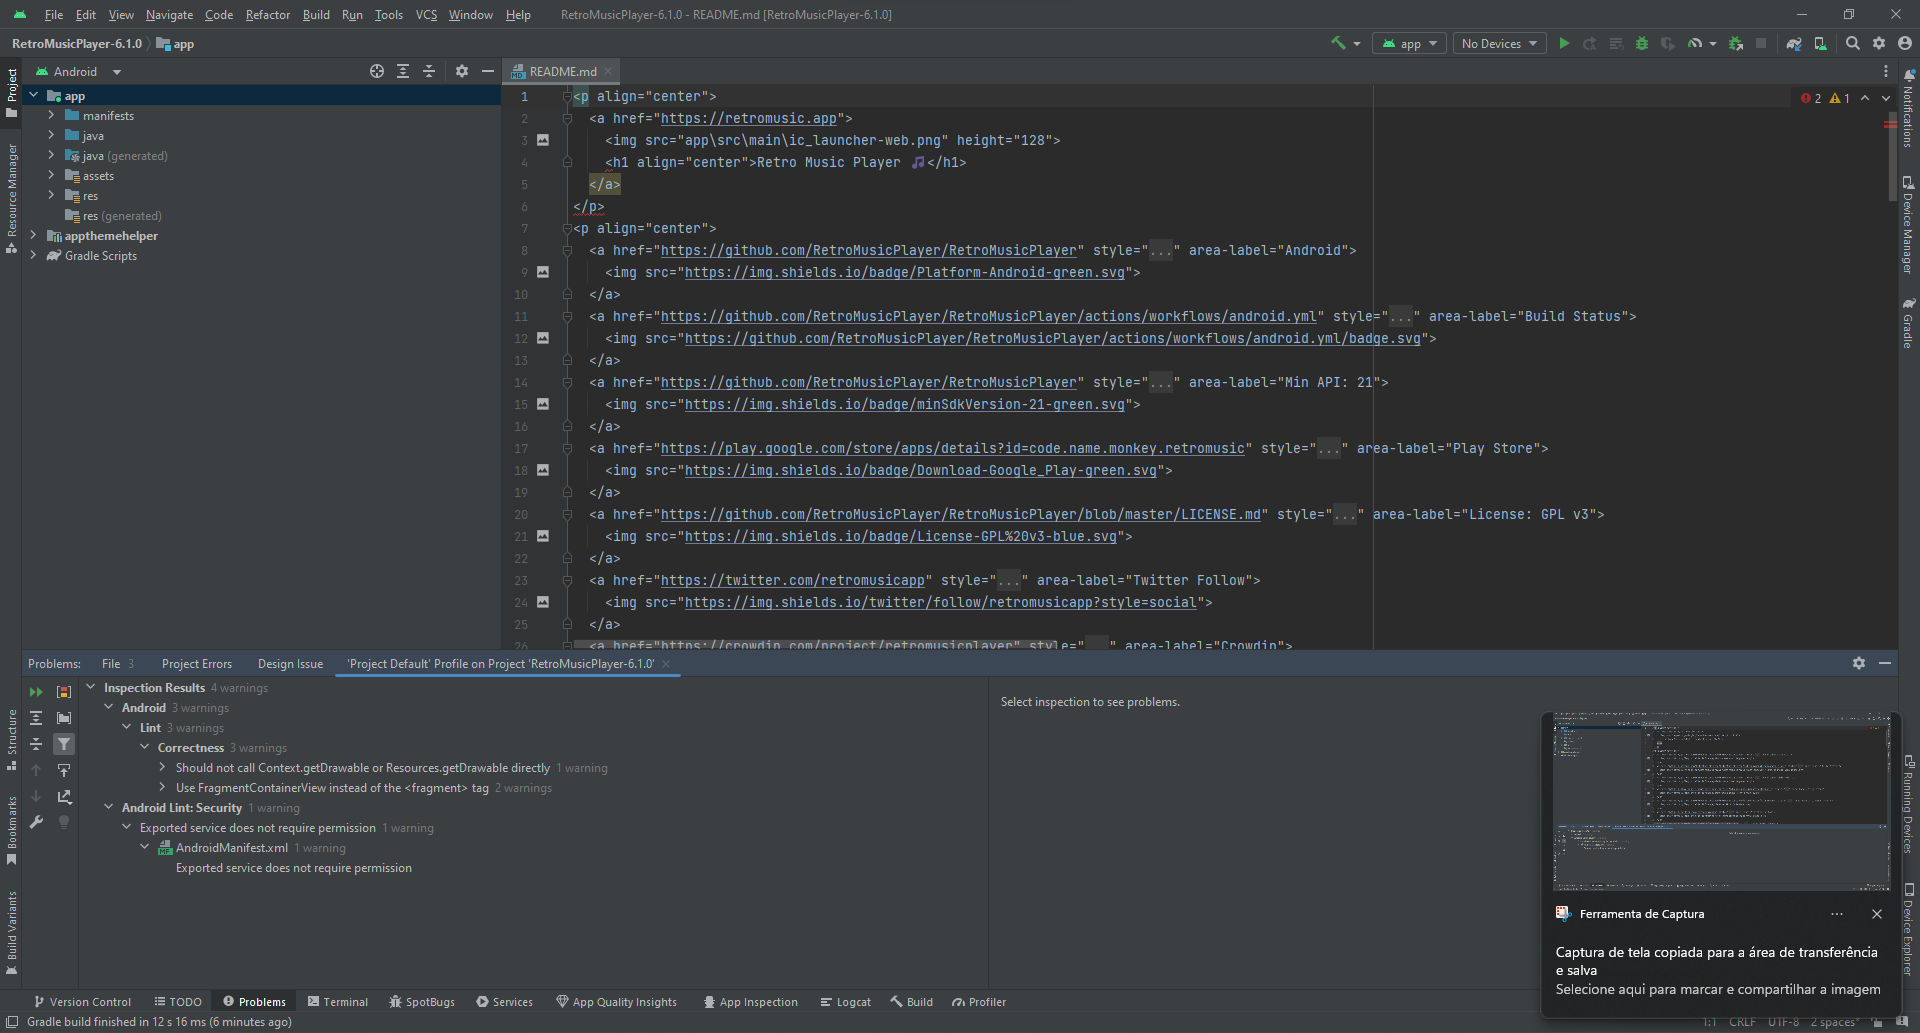 File Edit View Navigate Code Refactor Build Run Tools VCS Window Help RetroMusicPlayer-6.1.0 - README.md [RetroMusicPlayer-6.1.0]
RetroMusicPlayer-6.1.0 app
app No Devices
Project
Resource Manager
Android
app
manifests
java
java (generated)
assets
res
res (generated)
appthemehelper
Gradle Scripts
README.md
2 1
1 <p align="center">
2 <a href="https://retromusic.app">
3 <img src="app\src\main\ic_launcher-web.png" height="128">
4 <h1 align="center">Retro Music Player 🎵</h1>
5 </a>
6 </p>
7 <p align="center">
8 <a href="https://github.com/RetroMusicPlayer/RetroMusicPlayer" style="..." area-label="Android">
9 <img src="https://img.shields.io/badge/Platform-Android-green.svg">
10 </a>
11 <a href="https://github.com/RetroMusicPlayer/RetroMusicPlayer/actions/workflows/android.yml" style="..." area-label="Build Status">
12 <img src="https://github.com/RetroMusicPlayer/RetroMusicPlayer/actions/workflows/android.yml/badge.svg">
13 </a>
14 <a href="https://github.com/RetroMusicPlayer/RetroMusicPlayer" style="..." area-label="Min API: 21">
15 <img src="https://img.shields.io/badge/minSdkVersion-21-green.svg">
16 </a>
17 <a href="https://play.google.com/store/apps/details?id=code.name.monkey.retromusic" style="..." area-label="Play Store">
18 <img src="https://img.shields.io/badge/Download-Google_Play-green.svg">
19 </a>
20 <a href="https://github.com/RetroMusicPlayer/RetroMusicPlayer/blob/master/LICENSE.md" style="..." area-label="License: GPL v3">
21 <img src="https://img.shields.io/badge/License-GPL%20v3-blue.svg">
22 </a>
23 <a href="https://twitter.com/retromusicapp" style="..." area-label="Twitter Follow">
24 <img src="https://img.shields.io/twitter/follow/retromusicapp?style=social">
25 </a>
26 <a href="https://crowdin.com/project/retromusicplayer" style="..." area-label="Crowdin">
Notifications
Device Manager
Gradle
Running Devices
Device Explorer
Structure
Bookmarks
Build Variants
Problems: File 3 Project Errors Design Issue 'Project Default' Profile on Project 'RetroMusicPlayer-6.1.0'
Inspection Results 4 warnings
Android 3 warnings
Lint 3 warnings
Correctness 3 warnings
Should not call Context.getDrawable or Resources.getDrawable directly 1 warning
Use FragmentContainerView instead of the <fragment> tag 2 warnings
Android Lint: Security 1 warning
Exported service does not require permission 1 warning
AndroidManifest.xml 1 warning
Exported service does not require permission
Select inspection to see problems.
Ferramenta de Captura
Captura de tela copiada para a área de transferência
e salva
Selecione aqui para marcar e compartilhar a imagem
Version Control TODO Problems Terminal SpotBugs Services App Quality Insights App Inspection Logcat Build Profiler
Gradle build finished in 12 s 16 ms (6 minutes ago)
1:1 CRLF UTF-8 2 spaces*